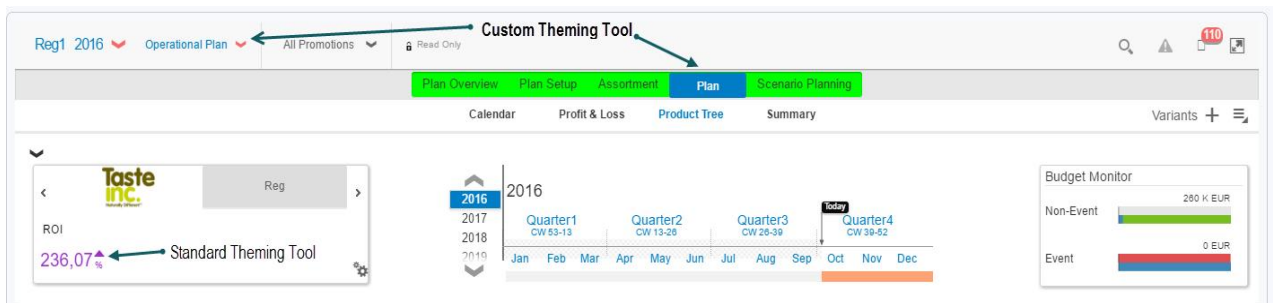 Custom Theming Tool
Reg1 2016 Operational Plan All Promotions Read Only 110
Plan Overview Plan Setup Assortment Plan Scenario Planning
Calendar Profit & Loss Product Tree Summary Variants
Taste
inc.
Naturally Different
Reg
ROI
236,07 %
Standard Theming Tool
2016
2017
2018
2019
2016
Today
Quarter1 Quarter2 Quarter3 Quarter4
CW 53-13 CW 13-26 CW 26-39 CW 39-52
Jan Feb Mar Apr May Jun Jul Aug Sep Oct Nov Dec
Budget Monitor
260 K EUR
Non-Event
0 EUR
Event